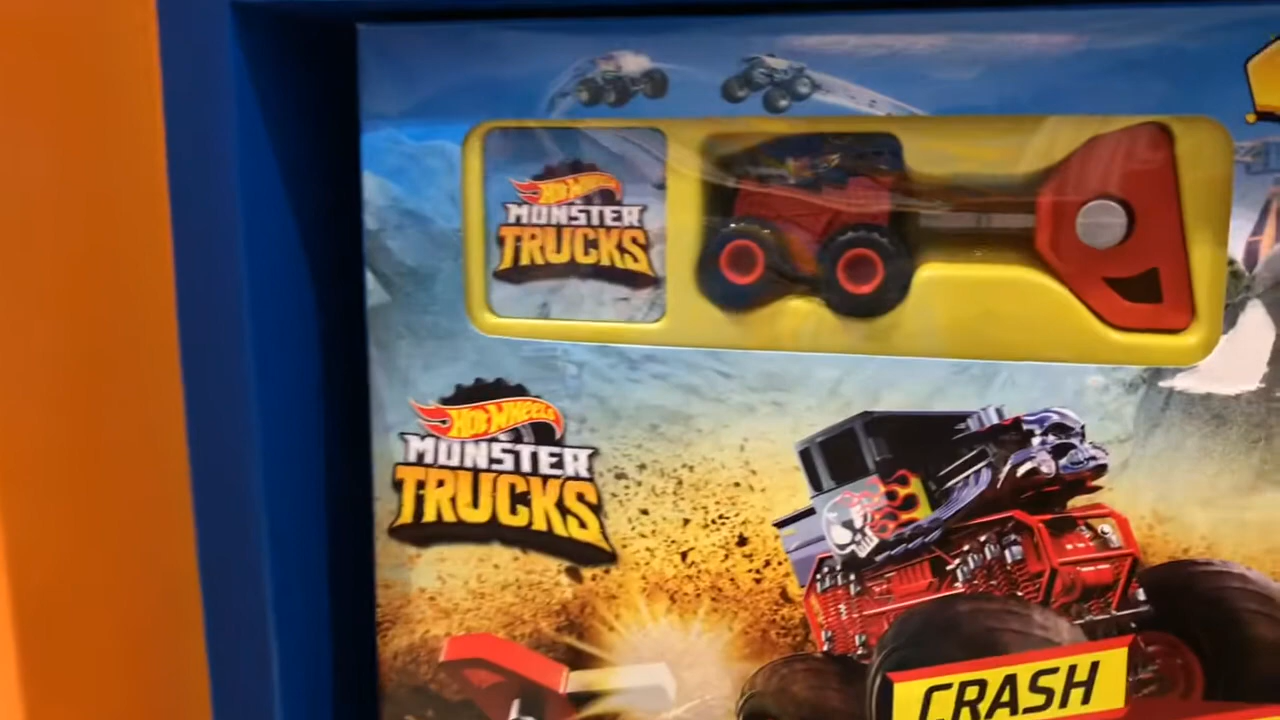 HOT WHEELS
MONSTER
TRUCKS
HOT WHEELS
MONSTER
TRUCKS
CRASH